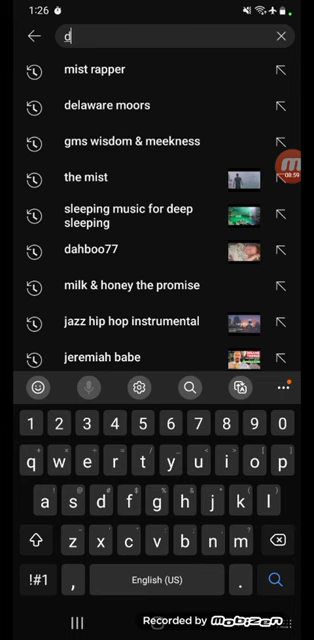 1:26
d
mist rapper
delaware moors
gms wisdom & meekness
08:59
the mist
sleeping music for deep
sleeping
dahboo77
milk & honey the promise
jazz hip hop instrumental
jeremiah babe
1 2 3 4 5 6 7 8 9 0
q w e r t y u i o p
a s d f g h j k l
z x c v b n m
!#1 , English (US) .
Recorded by mobizen